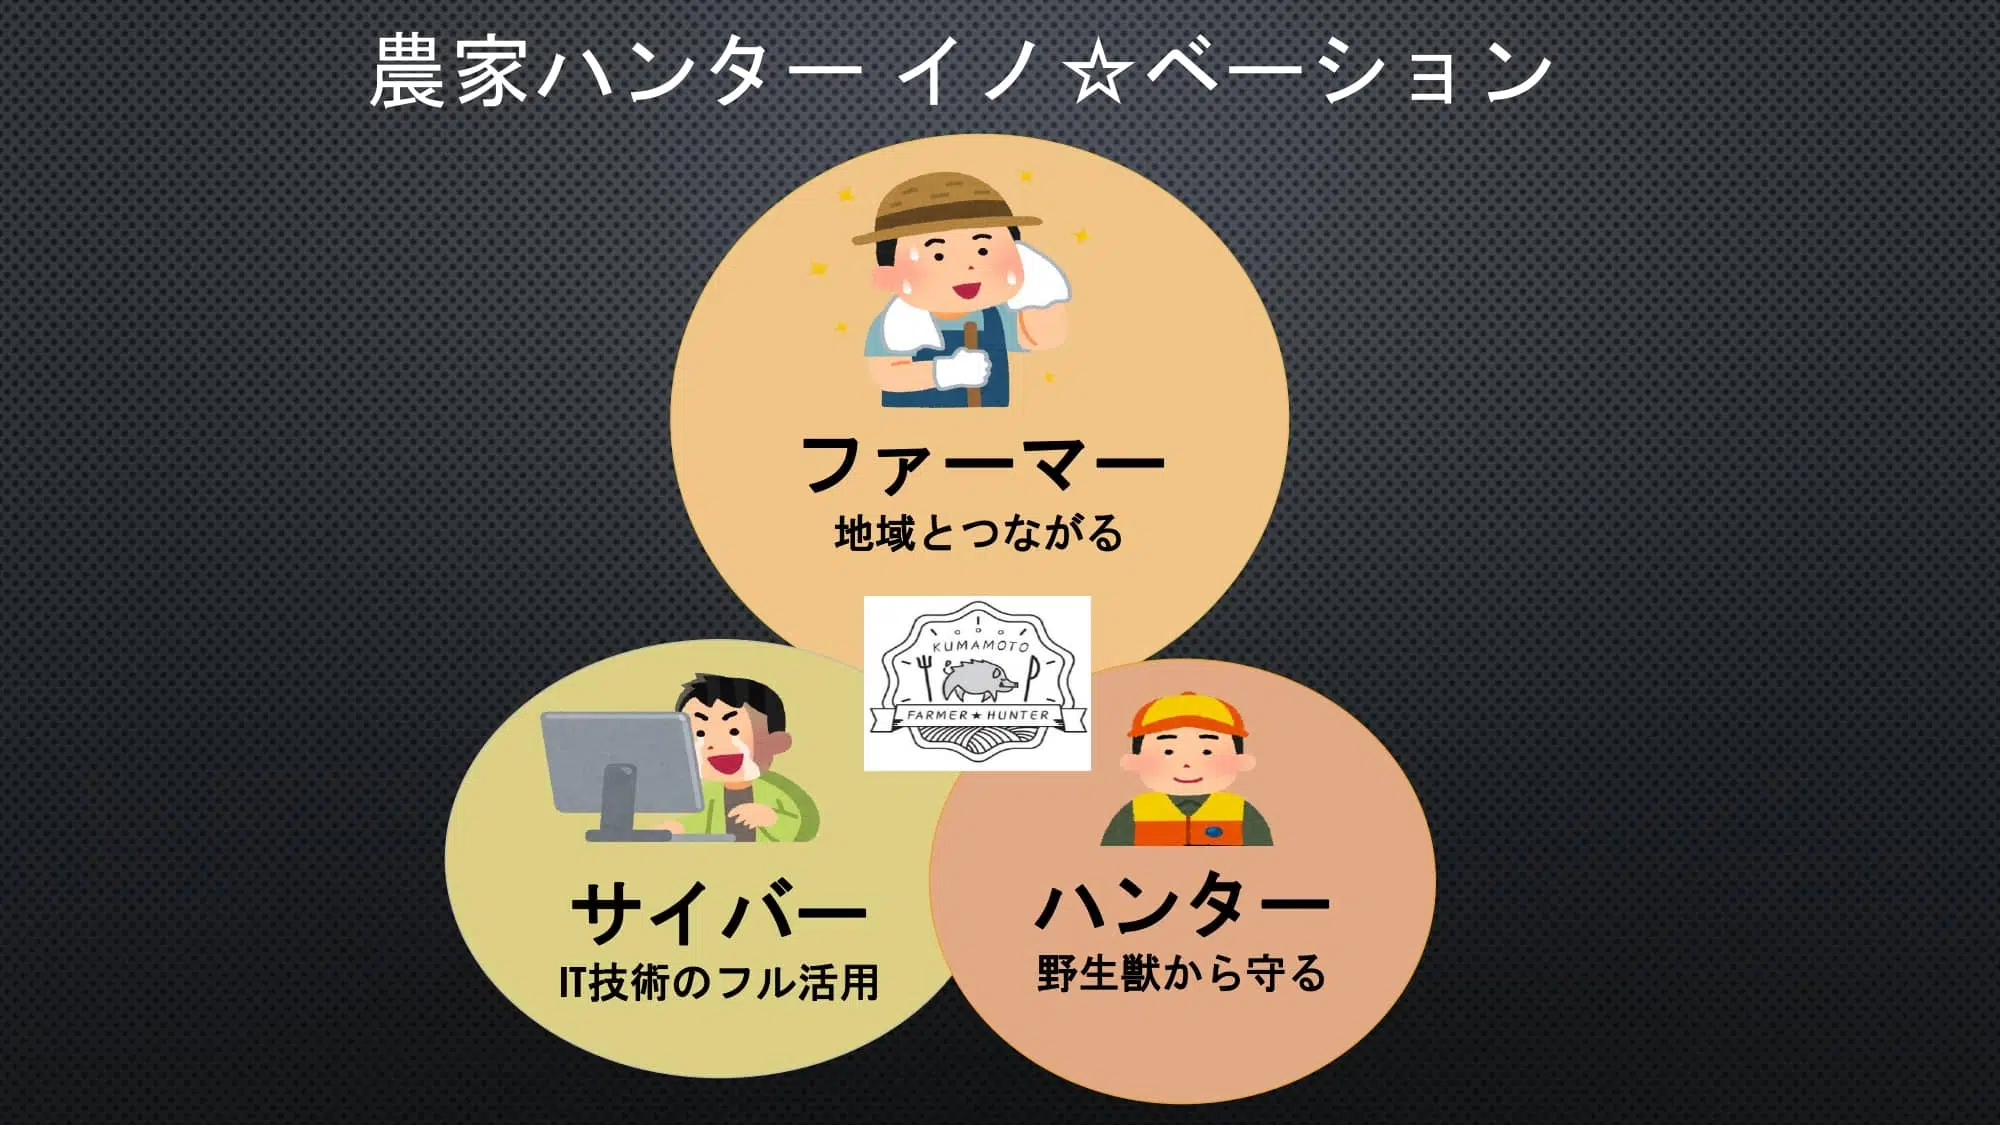 農家ハンター イノ☆ベーション
ファーマー
地域とつながる
KUMAMOTO
FARMER★HUNTER
サイバー
IT技術のフル活用
ハンター
野生獣から守る